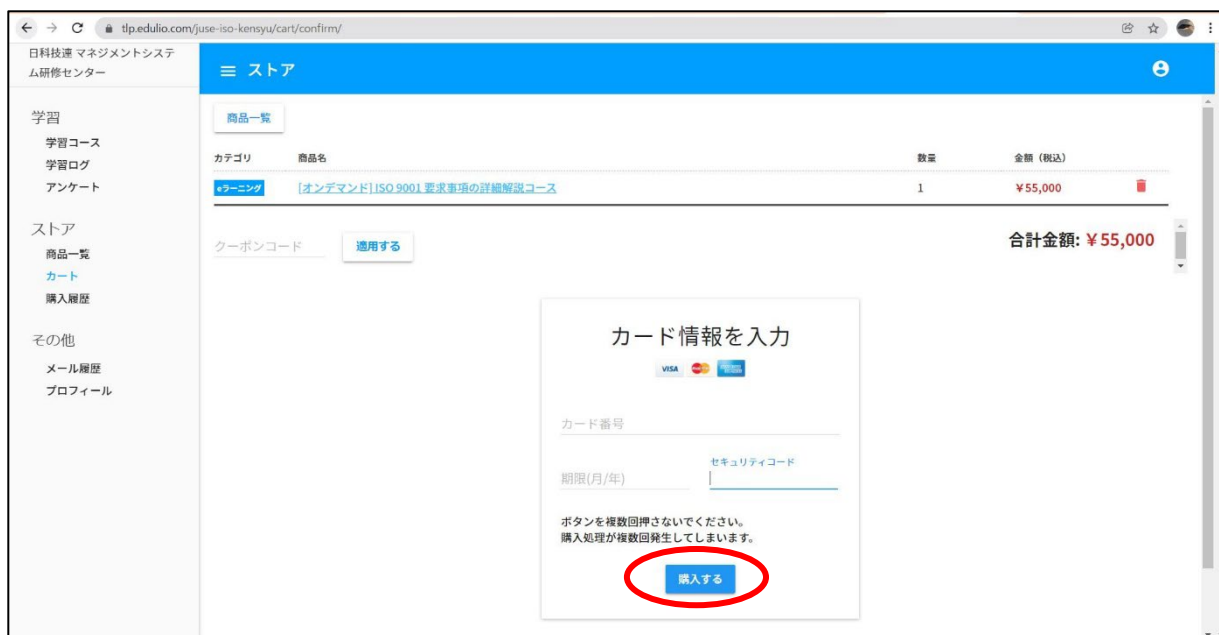 tlp.edulio.com/juse-iso-kensyu/cart/confirm/
日科技連 マネジメントシステ
ム研修センター
ストア
学習
学習コース
学習ログ
アンケート
ストア
商品一覧
カート
購入履歴
その他
メール履歴
プロフィール
商品一覧
カテゴリ 商品名 数量 金額（税込）
eラーニング [オンデマンド] ISO 9001 要求事項の詳細解説コース 1 ￥55,000
クーポンコード 適用する 合計金額: ￥55,000
カード情報を入力
VISA
カード番号
期限(月/年) セキュリティコード
ボタンを複数回押さないでください。
購入処理が複数回発生してしまいます。
購入する